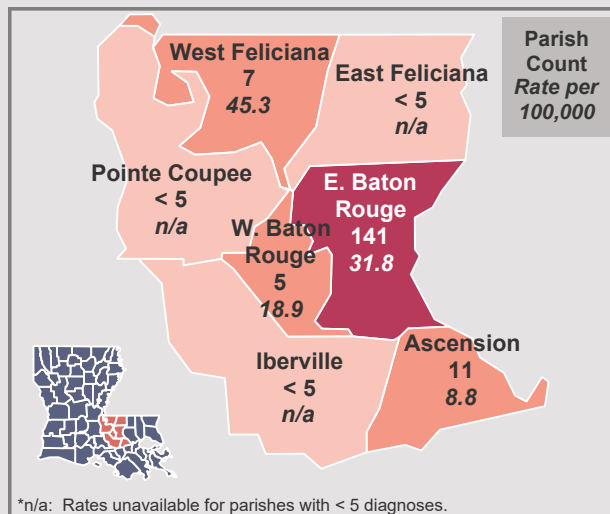 West Feliciana
7
45.3
East Feliciana
< 5
n/a
Parish
Count
Rate per
100,000
Pointe Coupee
< 5
n/a
E. Baton
Rouge
141
31.8
W. Baton
Rouge
5
18.9
Iberville
< 5
n/a
Ascension
11
8.8
*n/a: Rates unavailable for parishes with < 5 diagnoses.